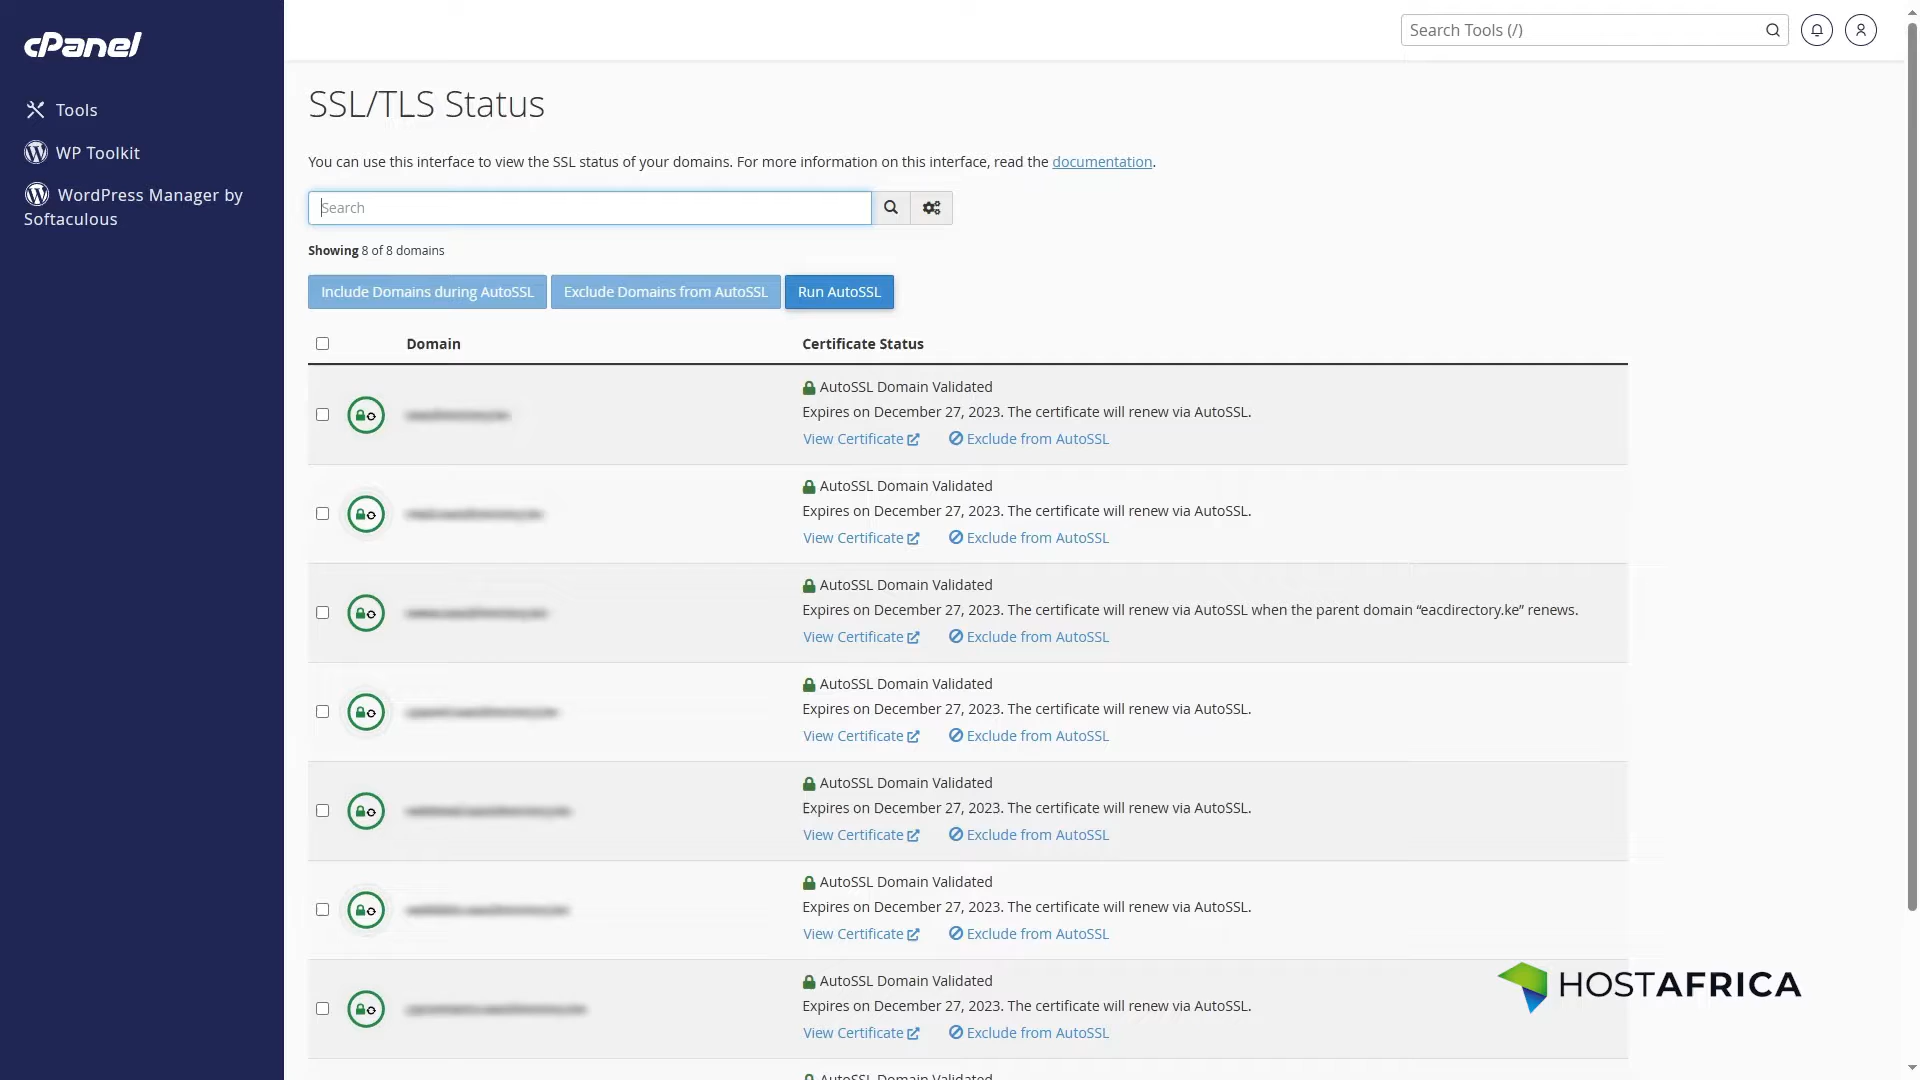 cPanel
Search Tools (/)
Tools
WP Toolkit
WordPress Manager by
Softaculous
SSL/TLS Status
You can use this interface to view the SSL status of your domains. For more information on this interface, read the documentation.
Search
Showing 8 of 8 domains
Include Domains during AutoSSL
Exclude Domains from AutoSSL
Run AutoSSL
Domain
Certificate Status
AutoSSL Domain Validated
Expires on December 27, 2023. The certificate will renew via AutoSSL.
View Certificate Exclude from AutoSSL
AutoSSL Domain Validated
Expires on December 27, 2023. The certificate will renew via AutoSSL.
View Certificate Exclude from AutoSSL
AutoSSL Domain Validated
Expires on December 27, 2023. The certificate will renew via AutoSSL when the parent domain “eacdirectory.ke” renews.
View Certificate Exclude from AutoSSL
AutoSSL Domain Validated
Expires on December 27, 2023. The certificate will renew via AutoSSL.
View Certificate Exclude from AutoSSL
AutoSSL Domain Validated
Expires on December 27, 2023. The certificate will renew via AutoSSL.
View Certificate Exclude from AutoSSL
AutoSSL Domain Validated
Expires on December 27, 2023. The certificate will renew via AutoSSL.
View Certificate Exclude from AutoSSL
AutoSSL Domain Validated
Expires on December 27, 2023. The certificate will renew via AutoSSL.
View Certificate Exclude from AutoSSL
HOSTAFRICA
AutoSSL Domain Validated